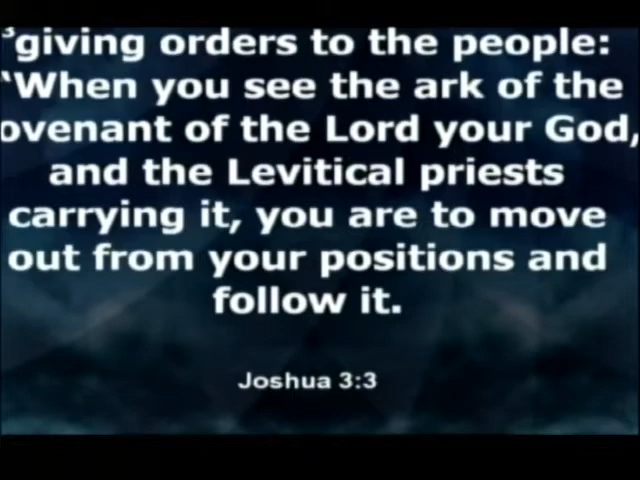 ³giving orders to the people:
"When you see the ark of the
ovenant of the Lord your God,
and the Levitical priests
carrying it, you are to move
out from your positions and
follow it.
Joshua 3:3